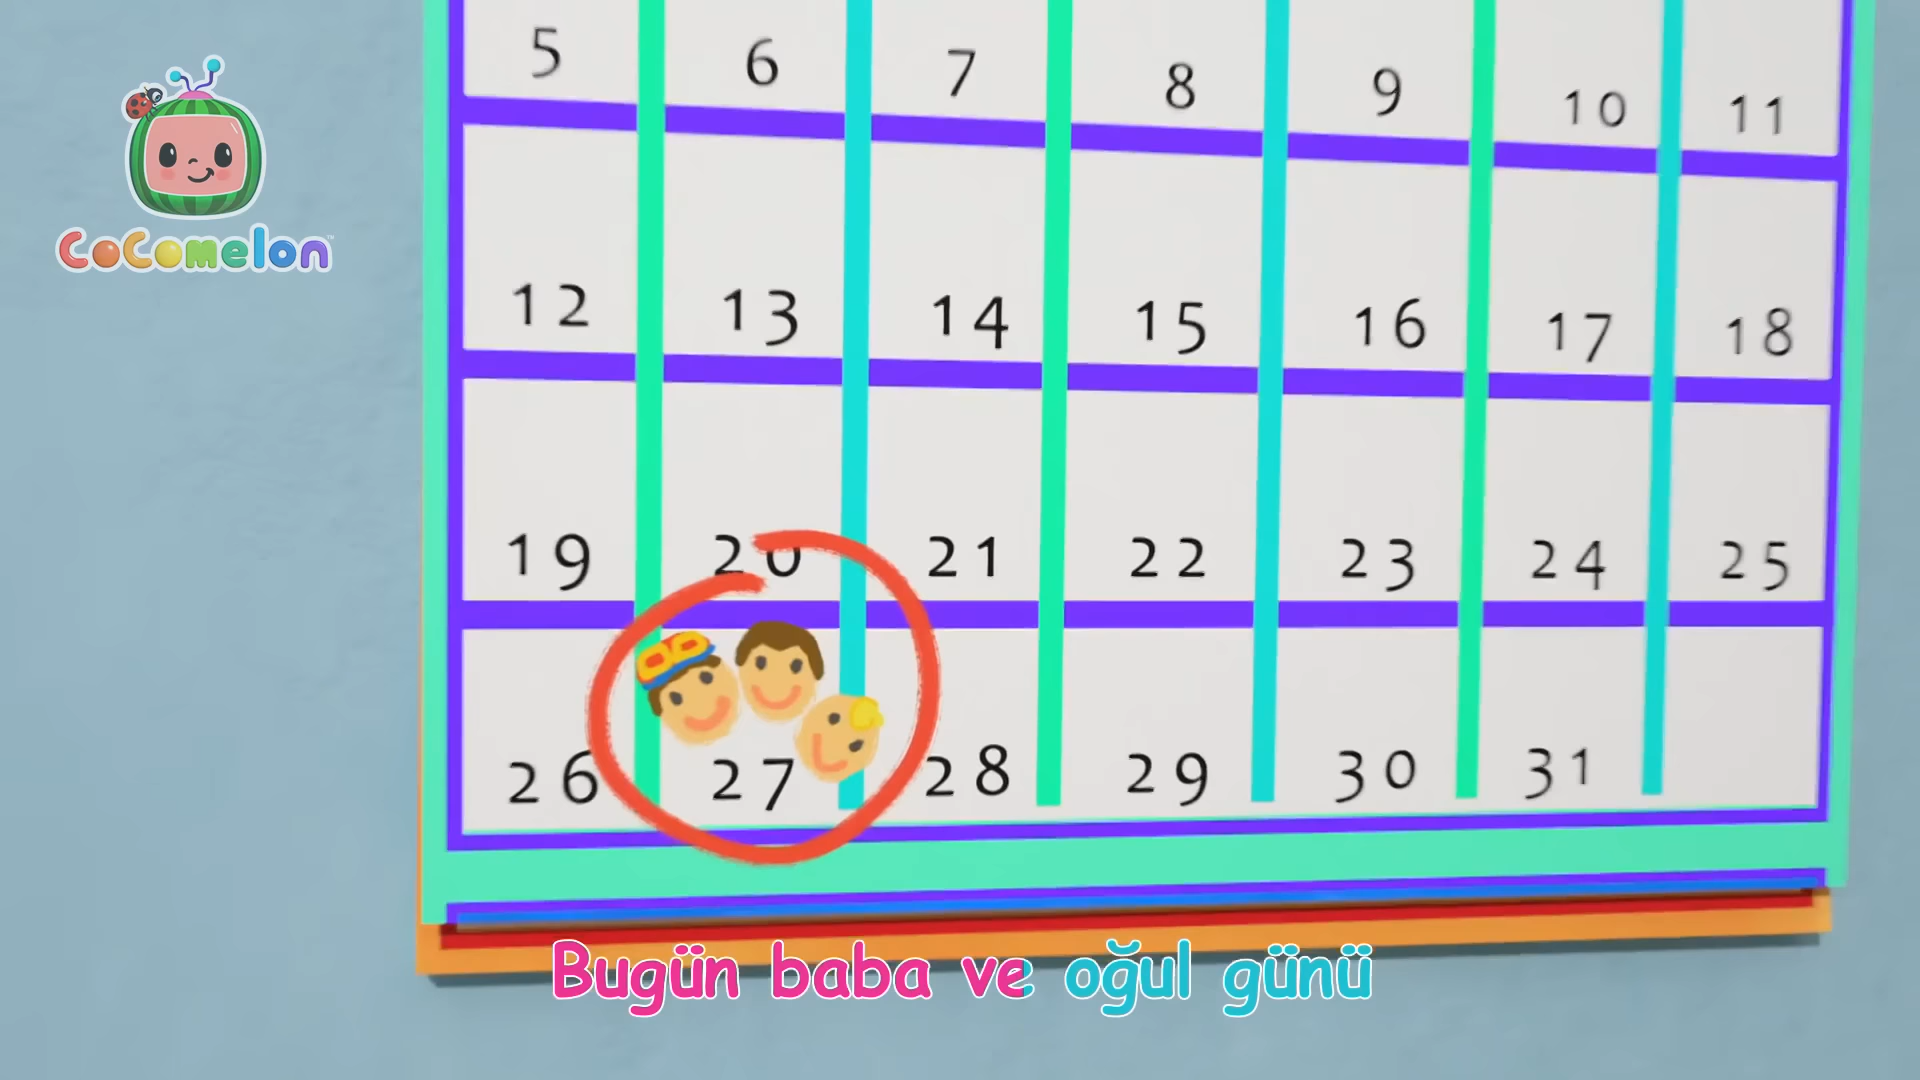 CoCoMelon™
5 6 7 8 9 10 11
12 13 14 15 16 17 18
19 20 21 22 23 24 25
26 27 28 29 30 31
Bugün baba ve oğul günü